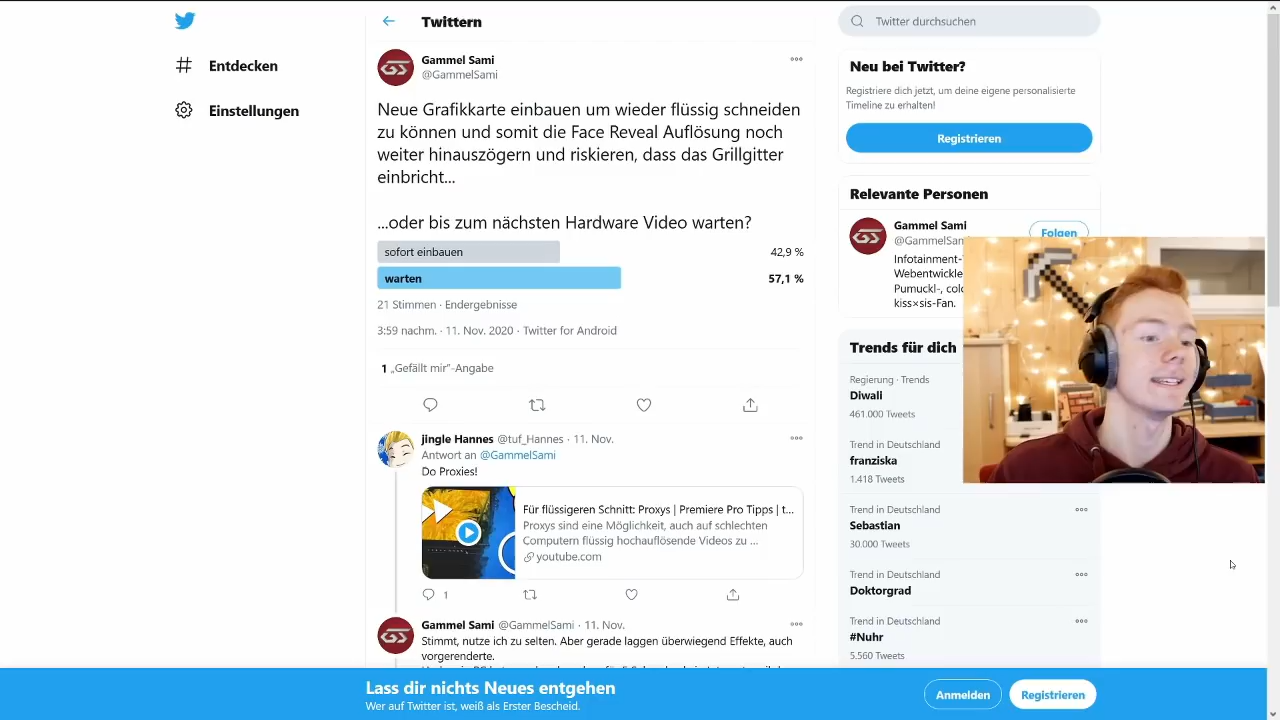 Entdecken
Einstellungen
Twittern
Gammel Sami
@GammelSami
Neue Grafikkarte einbauen um wieder flüssig schneiden
zu können und somit die Face Reveal Auflösung noch
weiter hinauszögern und riskieren, dass das Grillgitter
einbricht...
...oder bis zum nächsten Hardware Video warten?
sofort einbauen 42,9 %
warten 57,1 %
21 Stimmen · Endergebnisse
3:59 nachm. · 11. Nov. 2020 · Twitter for Android
1 „Gefällt mir“-Angabe
jingle Hannes @tuf_Hannes · 11. Nov.
Antwort an @GammelSami
Do Proxies!
Für flüssigeren Schnitt: Proxys | Premiere Pro Tipps | t...
Proxys sind eine Möglichkeit, auch auf schlechten
Computern flüssig hochauflösende Videos zu ...
youtube.com
1
Gammel Sami @GammelSami · 11. Nov.
Stimmt, nutze ich zu selten. Aber gerade laggen überwiegend Effekte, auch
vorgerenderte.
Twitter durchsuchen
Neu bei Twitter?
Registriere dich jetzt, um deine eigene personalisierte
Timeline zu erhalten!
Registrieren
Relevante Personen
Gammel Sami
@GammelSam
Folgen
Infotainment-
Webentwickle
Pumuckl-, colo
kiss×sis-Fan.
Trends für dich
Regierung · Trends
Diwali
461.000 Tweets
Trend in Deutschland
franziska
1.418 Tweets
Trend in Deutschland
Sebastian
30.000 Tweets
Trend in Deutschland
Doktorgrad
Trend in Deutschland
#Nuhr
5.560 Tweets
Lass dir nichts Neues entgehen
Wer auf Twitter ist, weiß als Erster Bescheid.
Anmelden
Registrieren